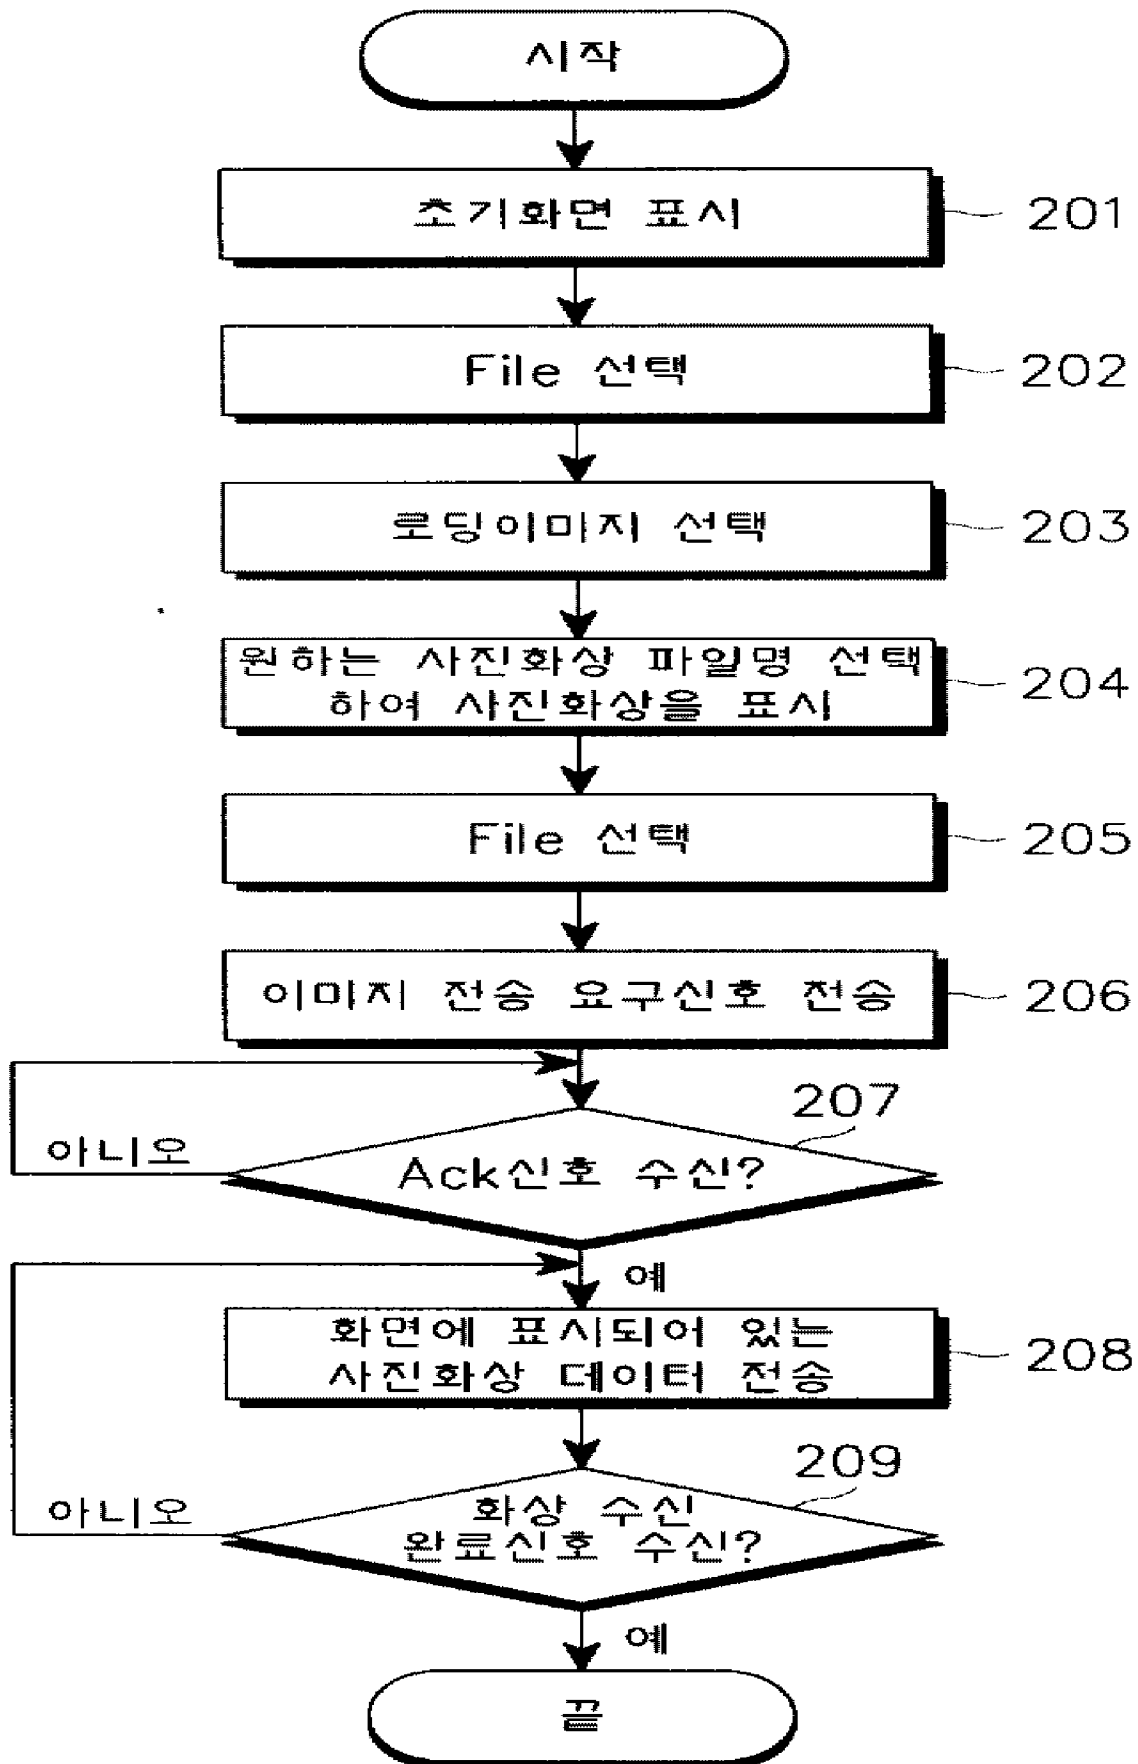 시작
초기화면 표시
201
File 선택
202
로딩이미지 선택
203
원하는 사진화상 파일명 선택
하여 사진화상을 표시
204
File 선택
205
이미지 전송 요구신호 전송
206
207
아니오
Ack신호 수신?
예
화면에 표시되어 있는
사진화상 데이터 전송
208
209
아니오
화상 수신
완료신호 수신?
예
끝